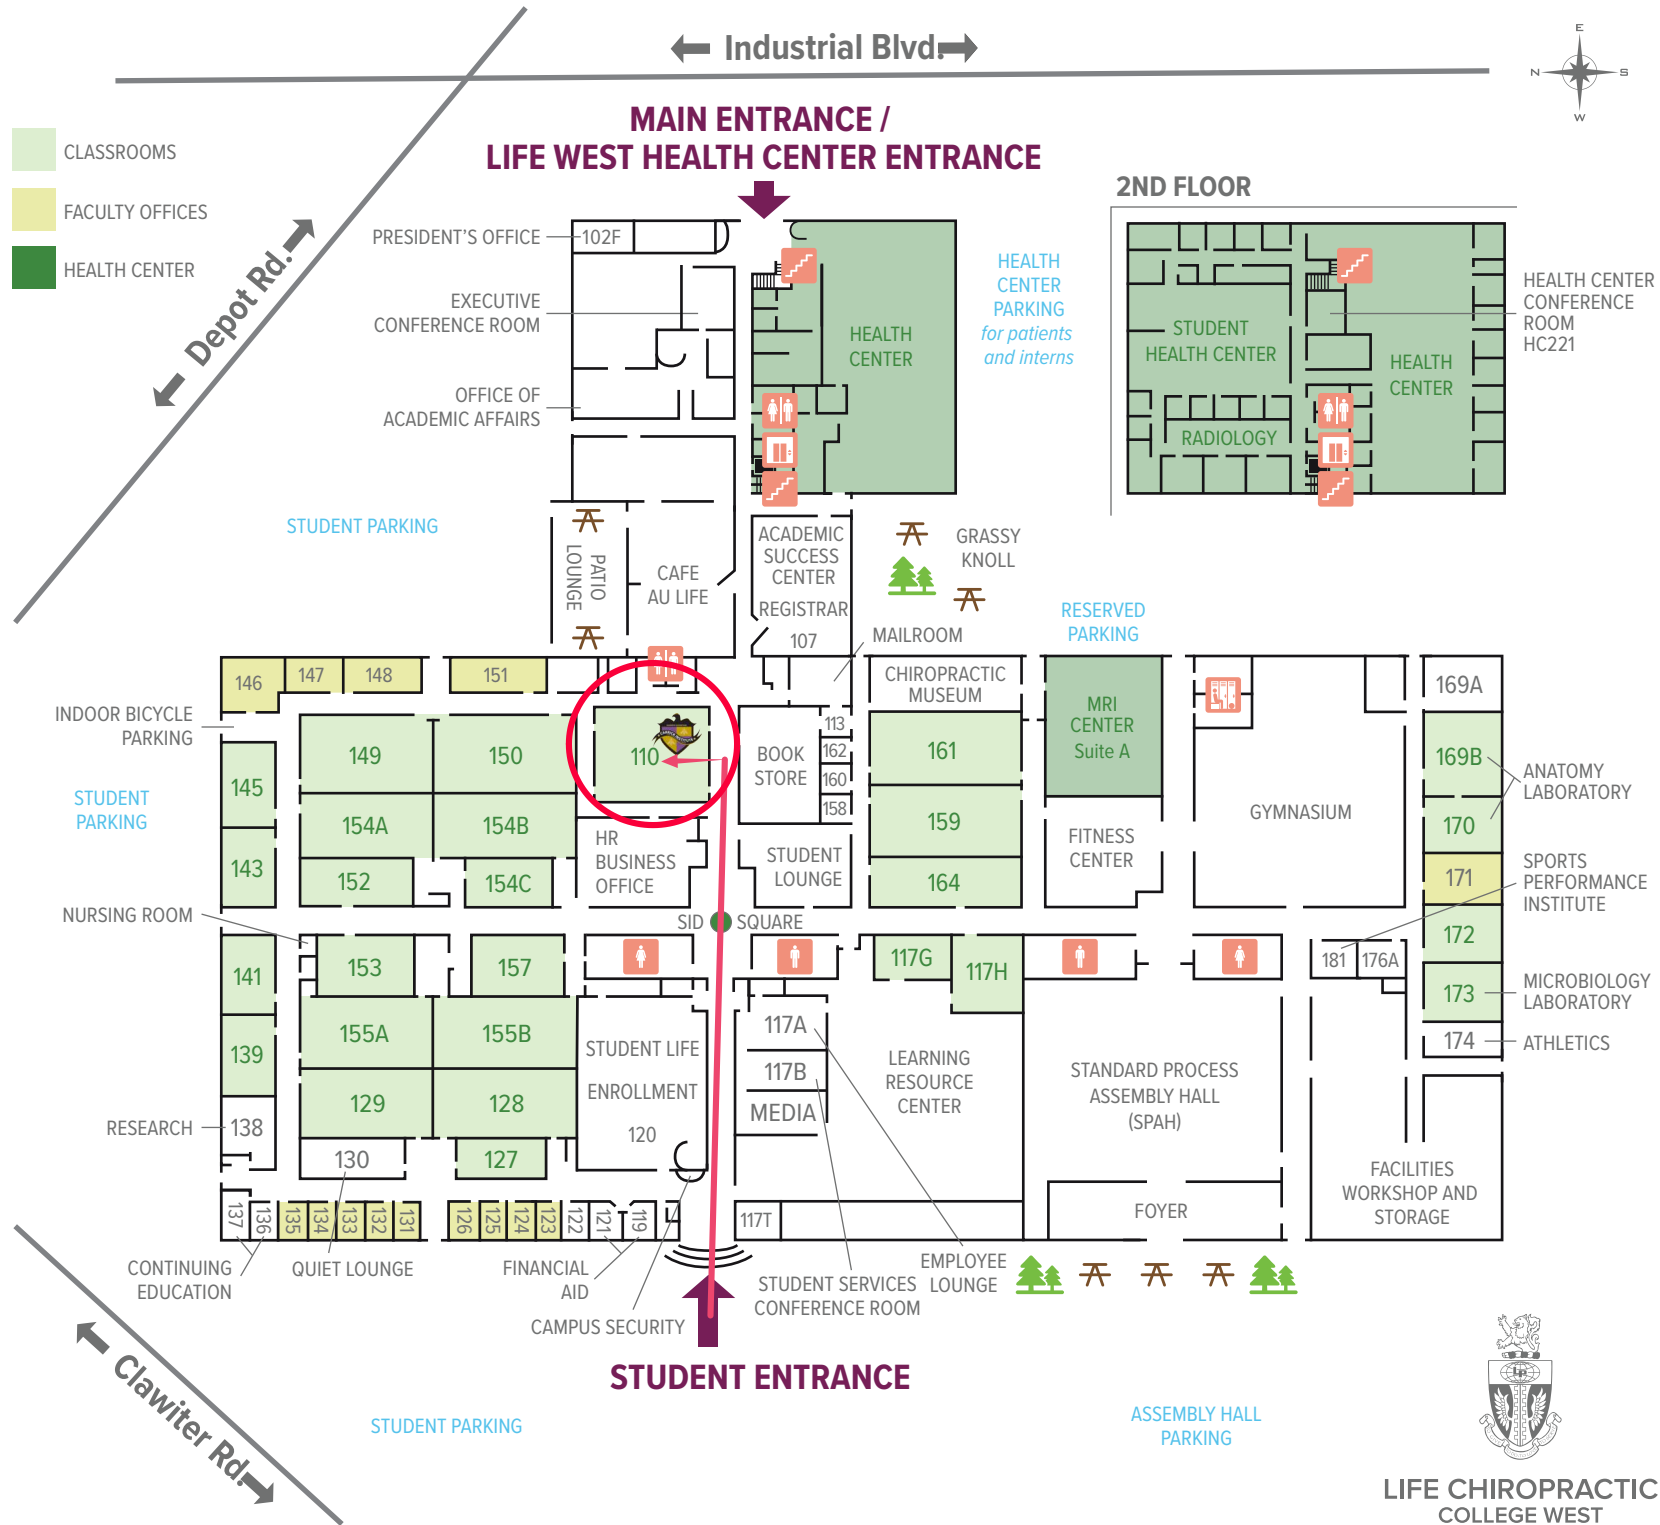 Industrial Blvd.
E
N
S
W
MAIN ENTRANCE /
LIFE WEST HEALTH CENTER ENTRANCE
CLASSROOMS
FACULTY OFFICES
HEALTH CENTER
Depot Rd.
2ND FLOOR
PRESIDENT'S OFFICE
102F
EXECUTIVE
CONFERENCE ROOM
OFFICE OF
ACADEMIC AFFAIRS
HEALTH
CENTER
HEALTH
CENTER
PARKING
for patients
and interns
STUDENT
HEALTH CENTER
HEALTH
CENTER
RADIOLOGY
HEALTH CENTER
CONFERENCE
ROOM
HC221
STUDENT PARKING
PATIO
LOUNGE
CAFE
AU LIFE
ACADEMIC
SUCCESS
CENTER
REGISTRAR
107
GRASSY
KNOLL
MAILROOM
RESERVED
PARKING
146
147
148
151
CHIROPRACTIC
MUSEUM
MRI
CENTER
Suite A
169A
INDOOR BICYCLE
PARKING
149
150
110
BOOK
STORE
113
162
160
158
161
169B
ANATOMY
LABORATORY
STUDENT
PARKING
145
154A
154B
159
GYMNASIUM
170
143
152
154C
HR
BUSINESS
OFFICE
STUDENT
LOUNGE
164
FITNESS
CENTER
171
SPORTS
PERFORMANCE
INSTITUTE
NURSING ROOM
SID
SQUARE
172
141
153
157
117G
117H
181
176A
173
MICROBIOLOGY
LABORATORY
139
155A
155B
STUDENT LIFE
ENROLLMENT
120
117A
117B
MEDIA
LEARNING
RESOURCE
CENTER
STANDARD PROCESS
ASSEMBLY HALL
(SPAH)
174
ATHLETICS
129
128
RESEARCH
138
130
127
FACILITIES
WORKSHOP AND
STORAGE
137
136
135
134
133
132
131
126
125
124
123
122
121
119
117T
FOYER
CONTINUING
EDUCATION
QUIET LOUNGE
FINANCIAL
AID
CAMPUS SECURITY
STUDENT SERVICES
CONFERENCE ROOM
EMPLOYEE
LOUNGE
STUDENT ENTRANCE
Clawiter Rd.
STUDENT PARKING
ASSEMBLY HALL
PARKING
LIFE CHIROPRACTIC
COLLEGE WEST